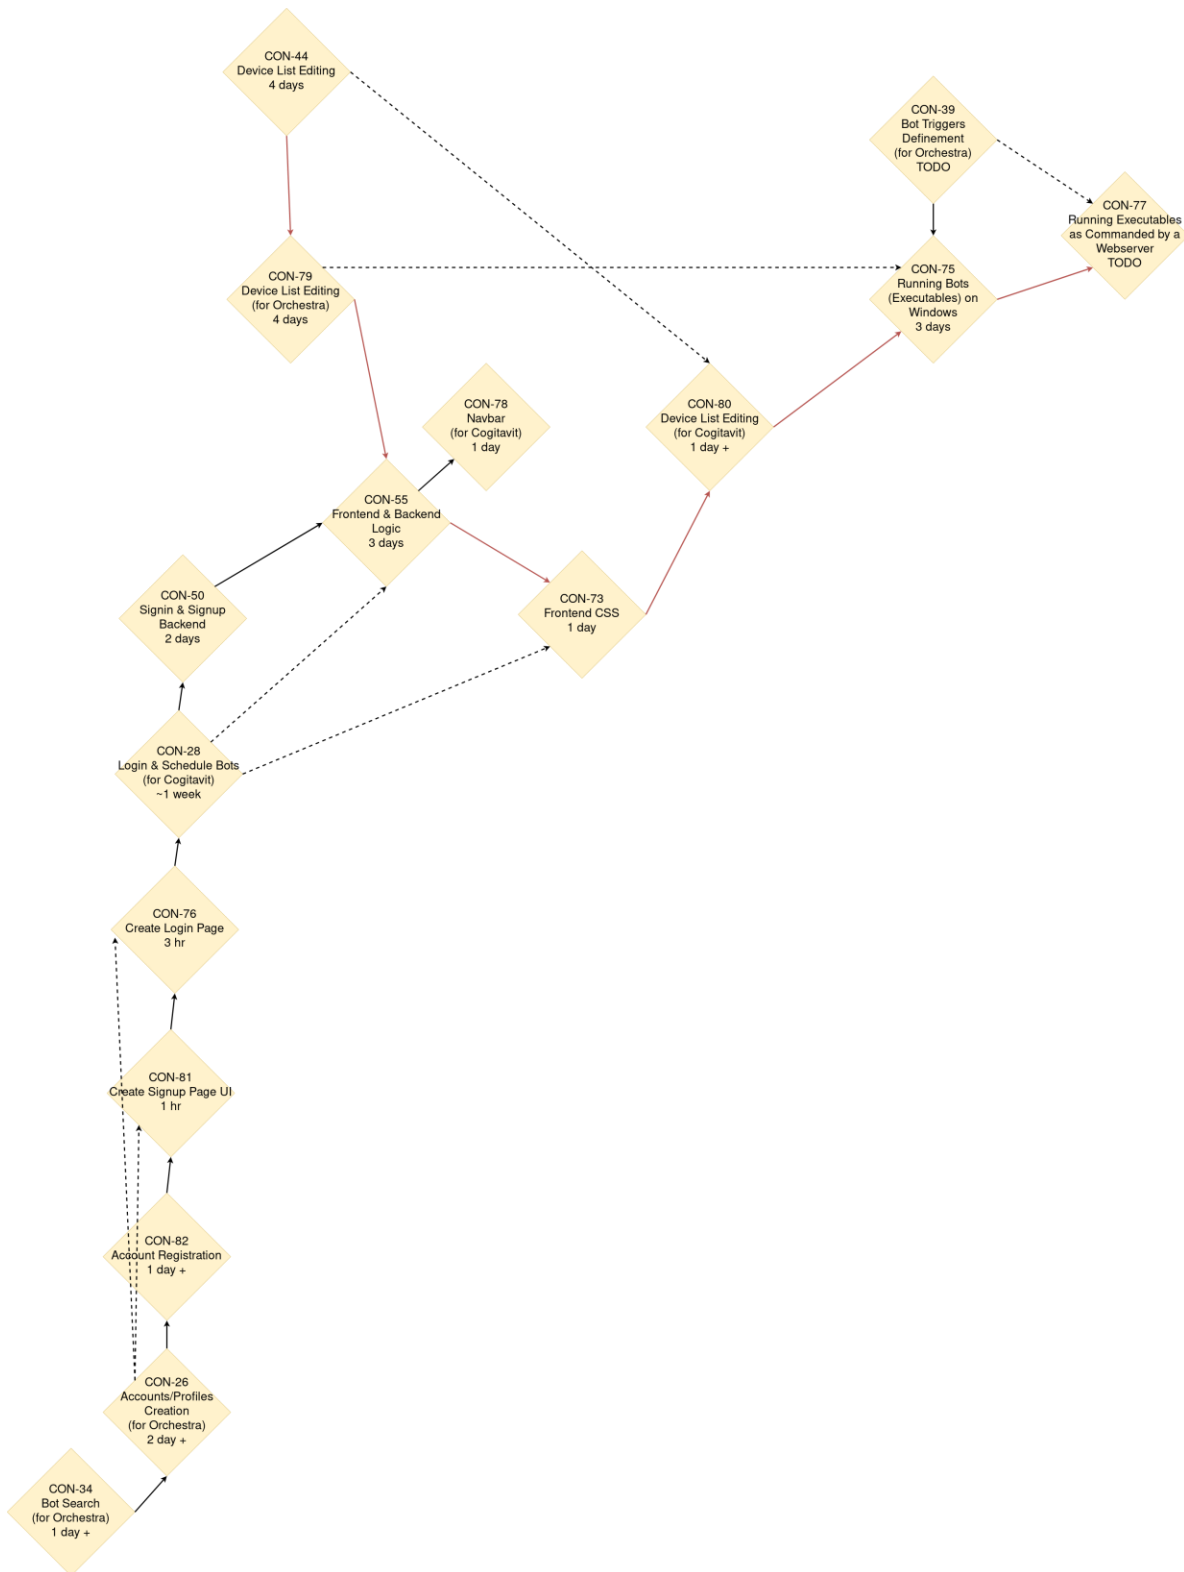 CON-44
Device List Editing
4 days
CON-39
Bot Triggers
Definement
(for Orchestra)
TODO
CON-77
Running Executables
as Commanded by a
Webserver
TODO
CON-79
Device List Editing
(for Orchestra)
4 days
CON-75
Running Bots
(Executables) on
Windows
3 days
CON-78
Navbar
(for Cogitavit)
1 day
CON-80
Device List Editing
(for Cogitavit)
1 day +
CON-55
Frontend & Backend
Logic
3 days
CON-50
Signin & Signup
Backend
2 days
CON-73
Frontend CSS
1 day
CON-28
Login & Schedule Bots
(for Cogitavit)
~1 week
CON-76
Create Login Page
3 hr
CON-81
Create Signup Page UI
1 hr
CON-82
Account Registration
1 day +
CON-26
Accounts/Profiles
Creation
(for Orchestra)
2 day +
CON-34
Bot Search
(for Orchestra)
1 day +